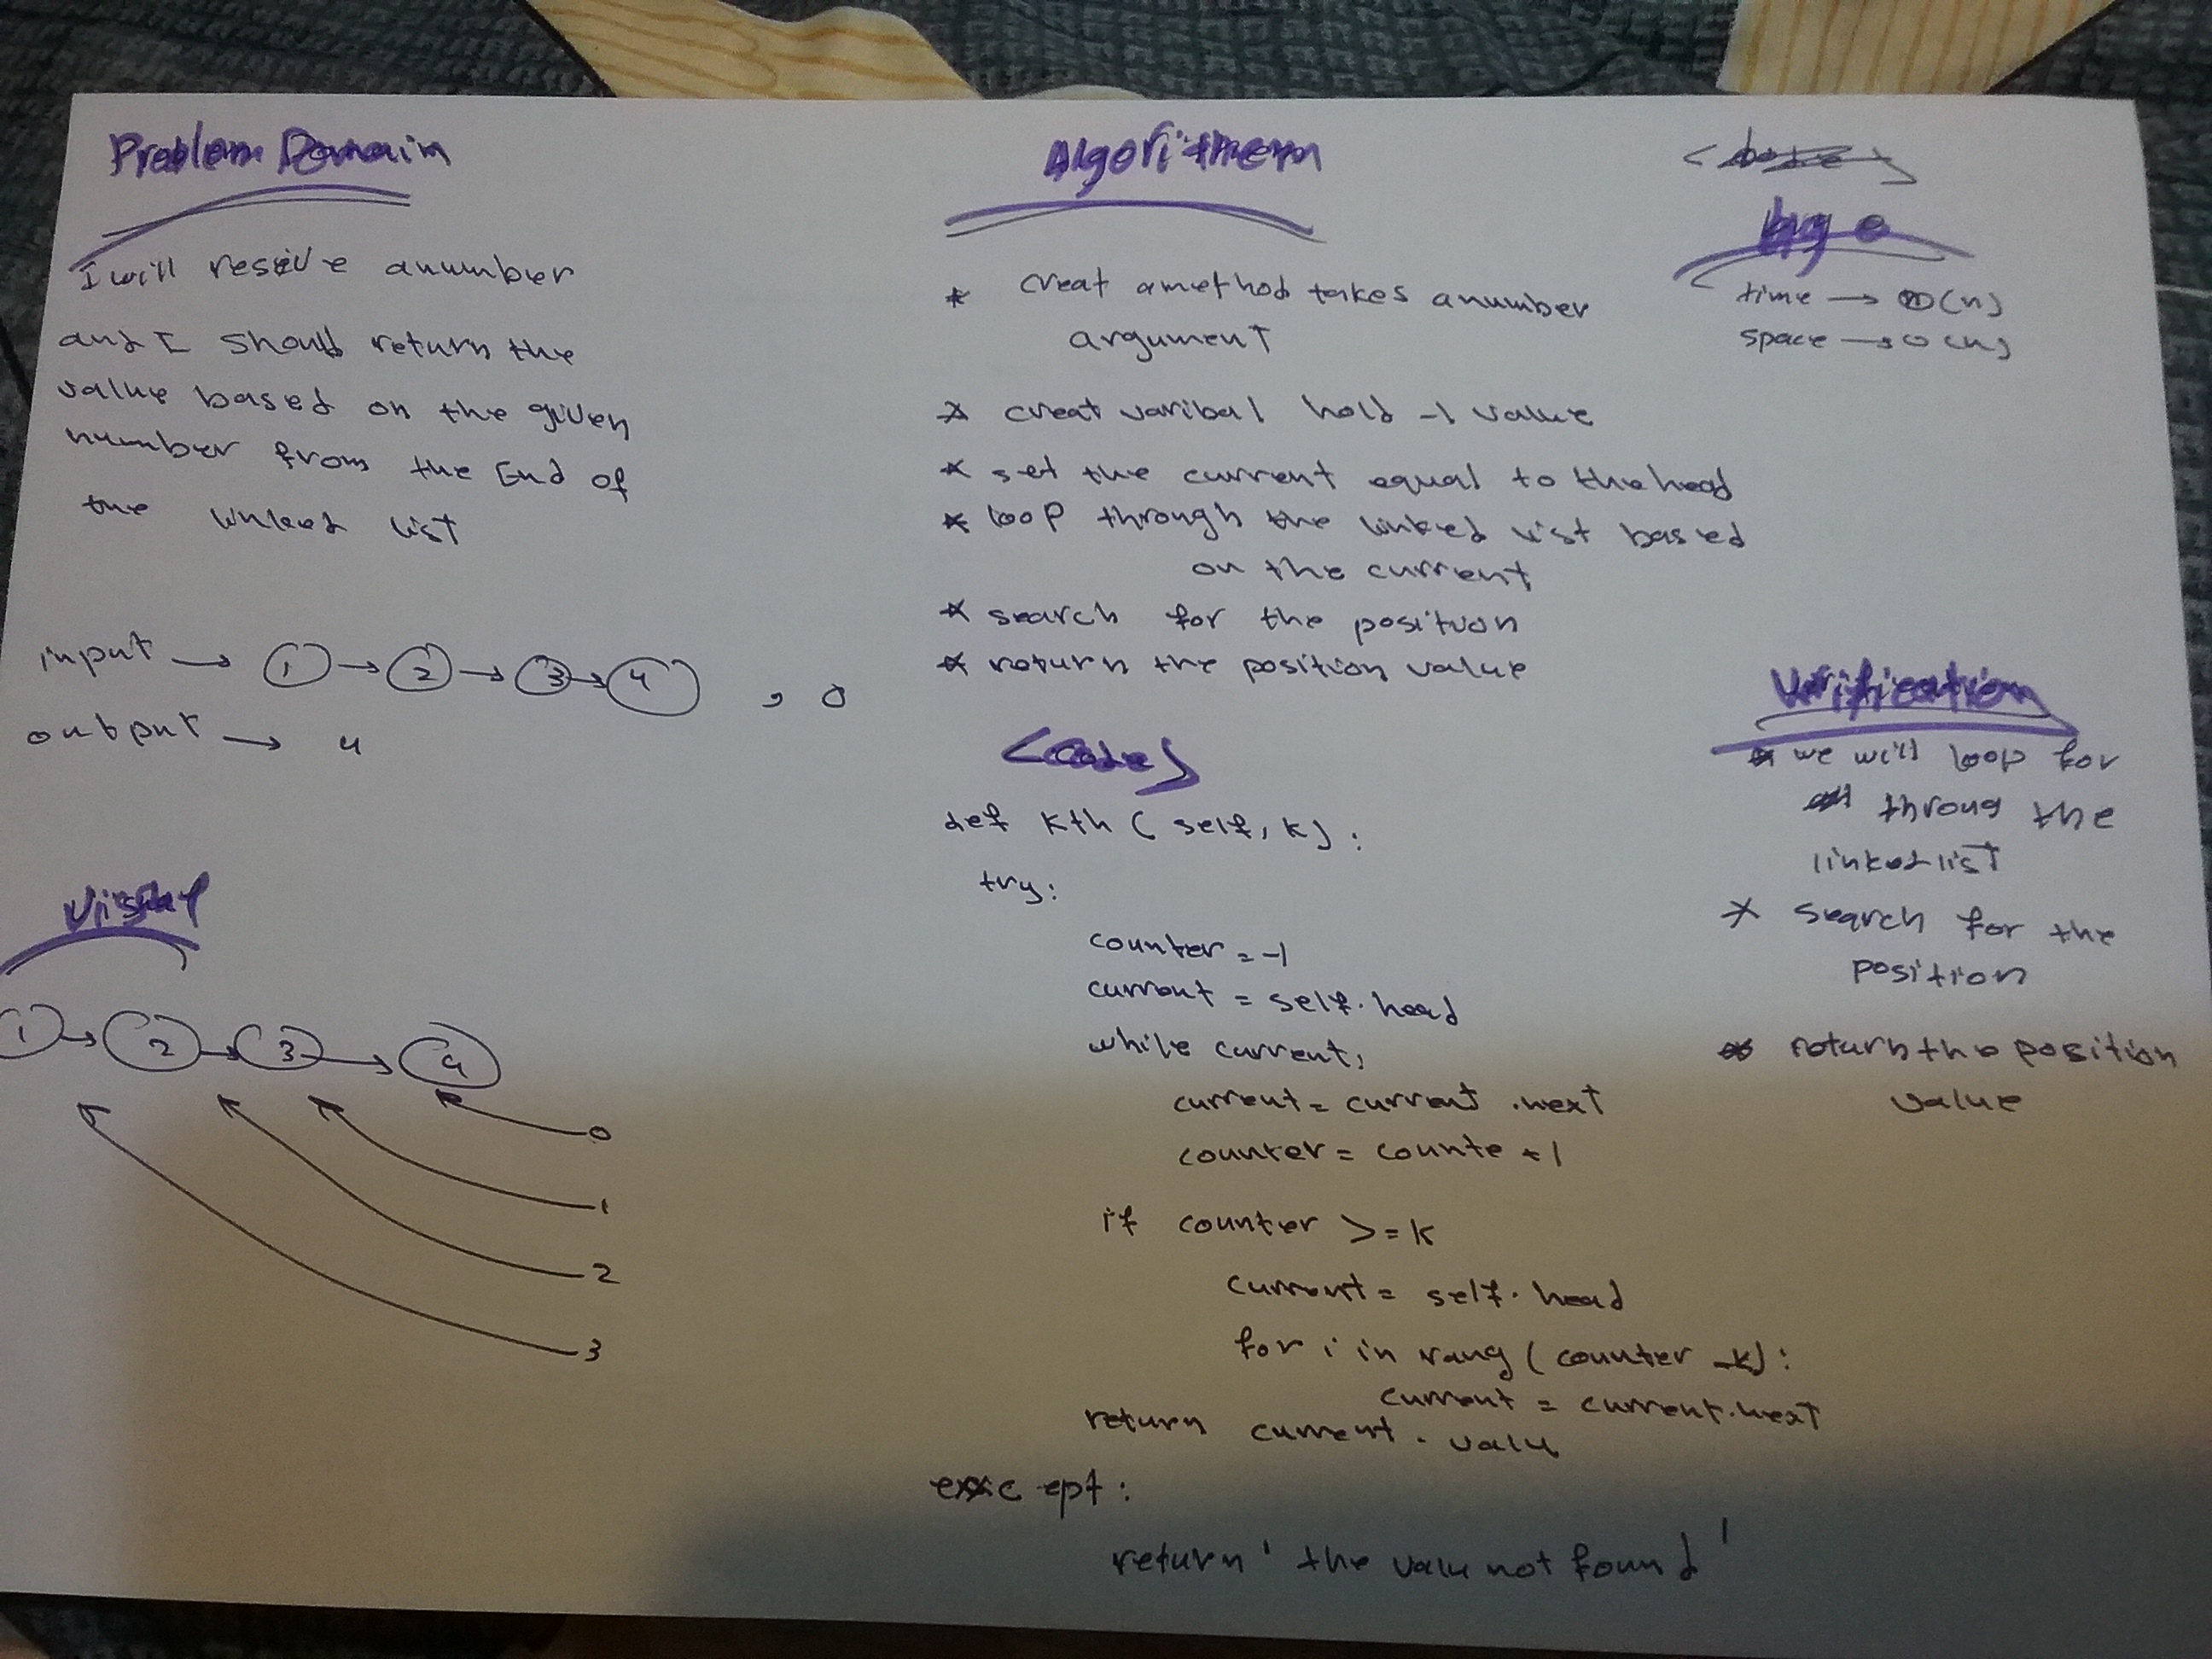 Problem Domain
I will reseive anumber
and I should return the
value based on the given
number from the End of
the linked list
input → 1 → 2 → 3 → 4 , 0
output → 4
Visual
1 → 2 → 3 → 4
0
1
2
3
Algorithem
* creat amethod takes anumber
argument
* creat varibal hold -1 value
* set the current equal to the head
* loop through the linked list based
on the current
* search for the position
* return the position value
<Code>
def kth ( self, k) :
try:
counter = -1
current = self.head
while current:
current = current .next
counter = counte +1
if counter >= k
current = self.head
for i in rang ( counter -k) :
current = current.next
return current . valu
except :
return ' the valu not found '
big o
time → O(n)
space → O(n)
Verification
* we will loop for
throug the
linked list
* search for the
position
* return the position
value